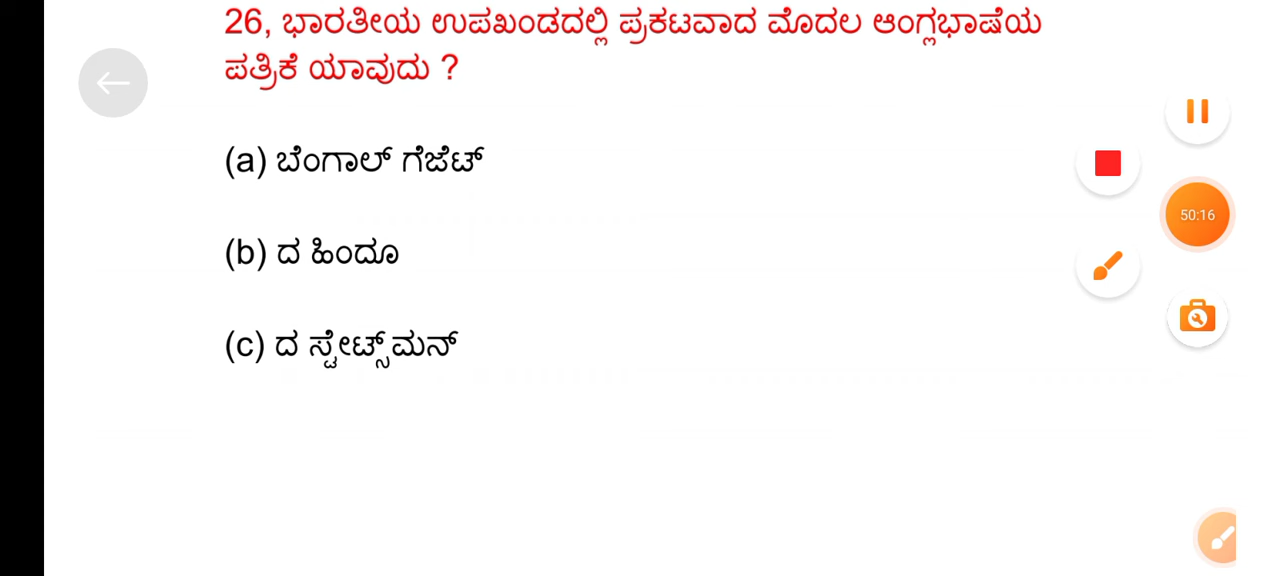 26, ಭಾರತೀಯ ಉಪಖಂಡದಲ್ಲಿ ಪ್ರಕಟವಾದ ಮೊದಲ ಆಂಗ್ಲಭಾಷೆಯ
ಪತ್ರಿಕೆ ಯಾವುದು ?
(a) ಬೆಂಗಾಲ್ ಗೆಜೆಟ್
50:16
(b) ದ ಹಿಂದೂ
(c) ದ ಸ್ಟೇಟ್ಸ್‌ಮನ್